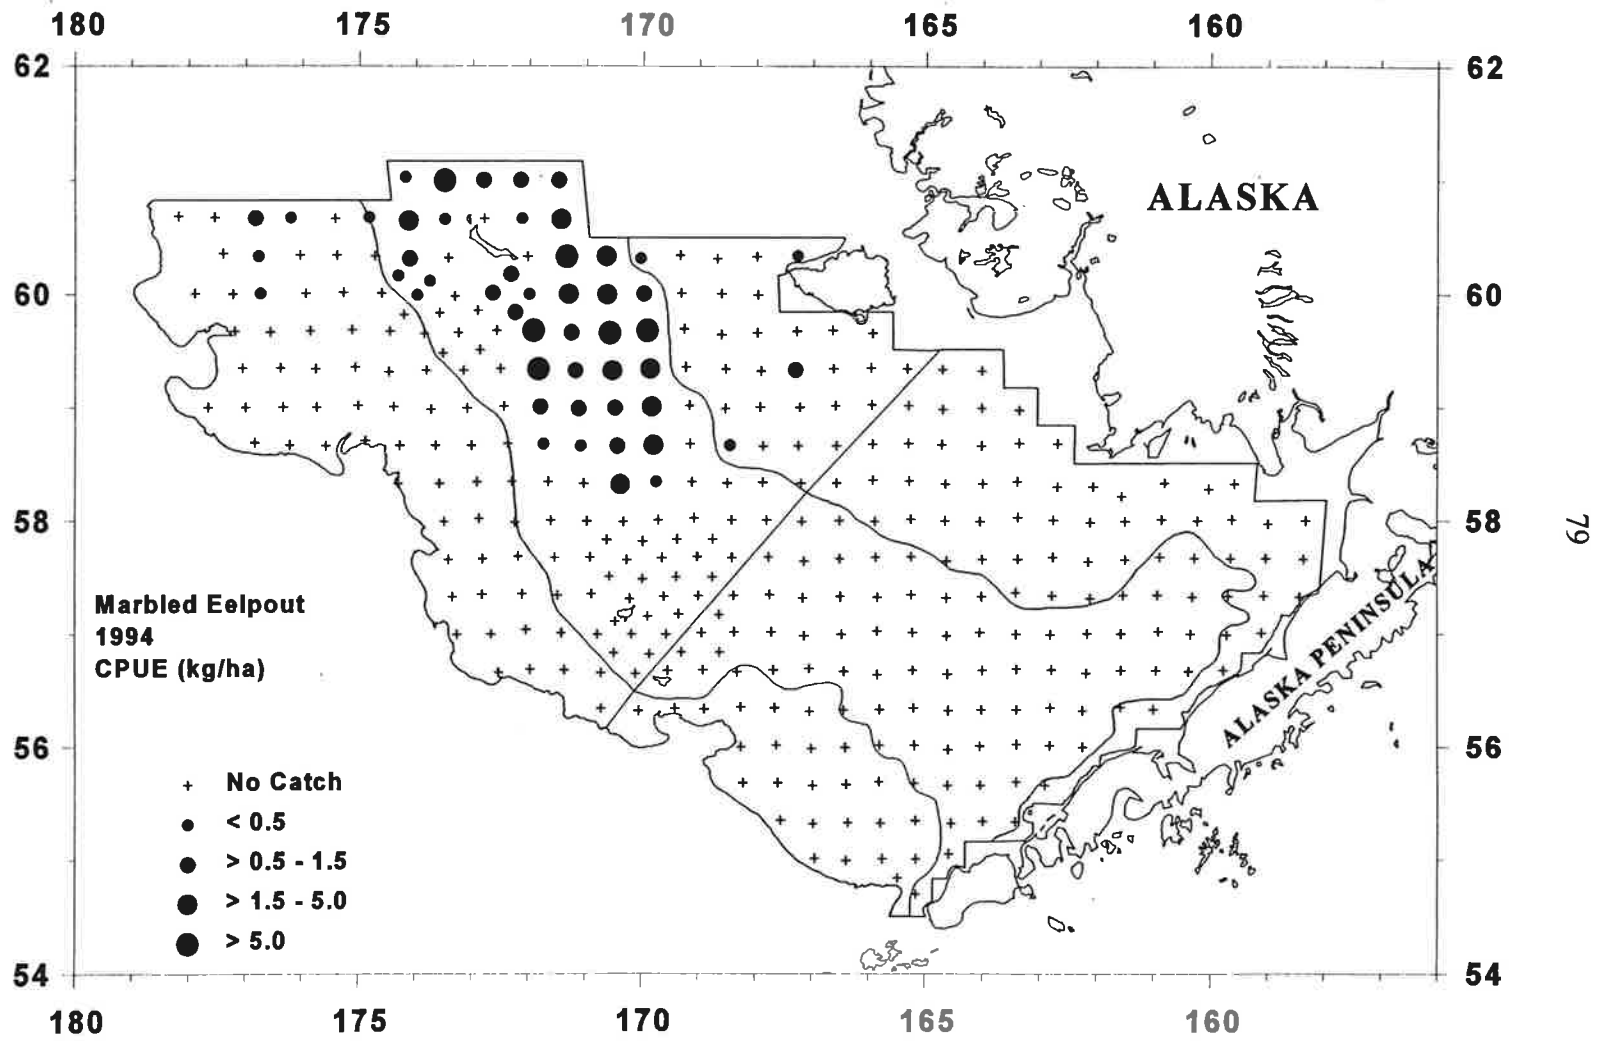 180 175 170 165 160
62 62
ALASKA
60 60
58 58
79
Marbled Eelpout
1994
CPUE (kg/ha)
ALASKA PENINSULA
56 56
+ No Catch
< 0.5
> 0.5 - 1.5
> 1.5 - 5.0
> 5.0
54 54
180 175 170 165 160